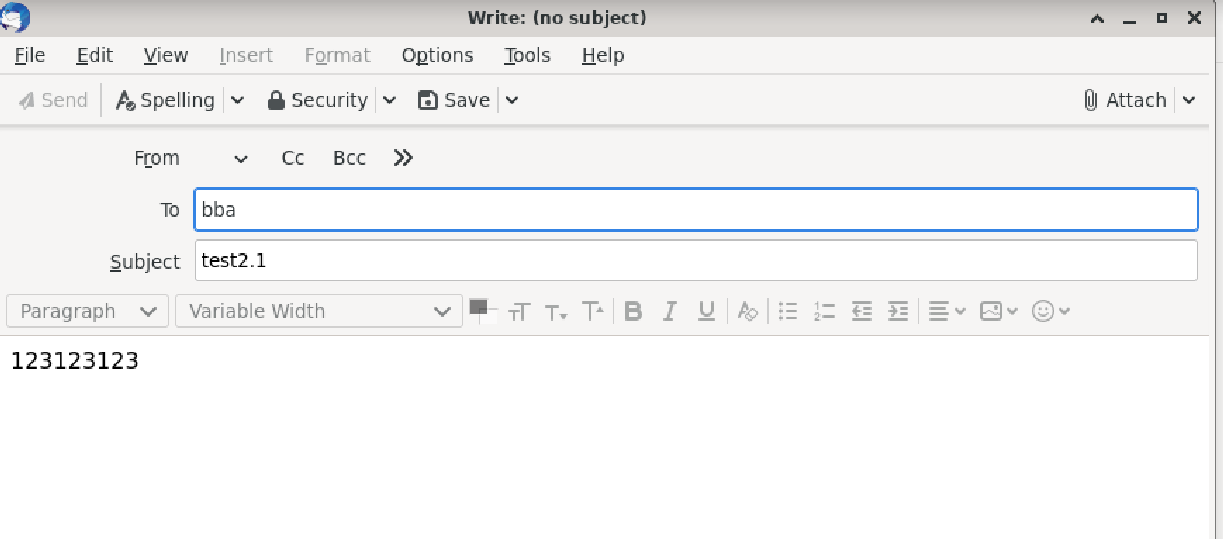 Write: (no subject)
File Edit View Insert Format Options Tools Help
Send Spelling Security Save Attach
From Cc Bcc
To bba
Subject test2.1
Paragraph Variable Width
123123123